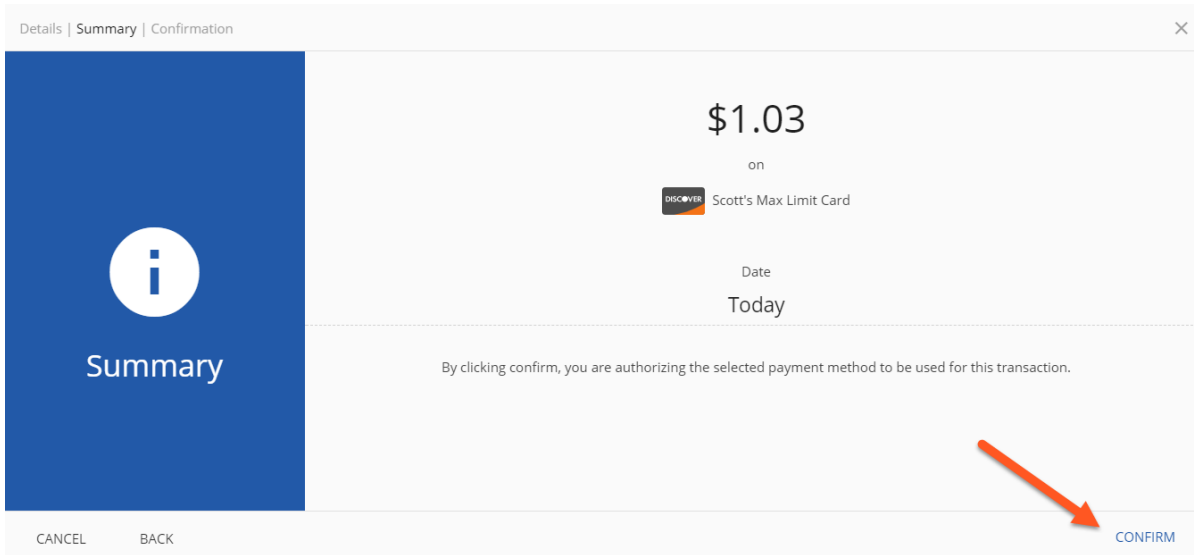 Details | Summary | Confirmation
$1.03
on
DISCOVER Scott's Max Limit Card
Date
Today
Summary
By clicking confirm, you are authorizing the selected payment method to be used for this transaction.
CANCEL BACK CONFIRM